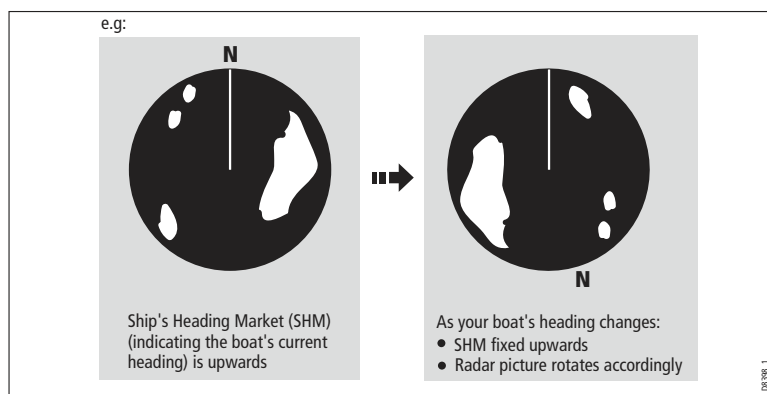 e.g:
N
Ship's Heading Market (SHM)
(indicating the boat's current
heading) is upwards
N
As your boat's heading changes:
● SHM fixed upwards
● Radar picture rotates accordingly
D8398_1